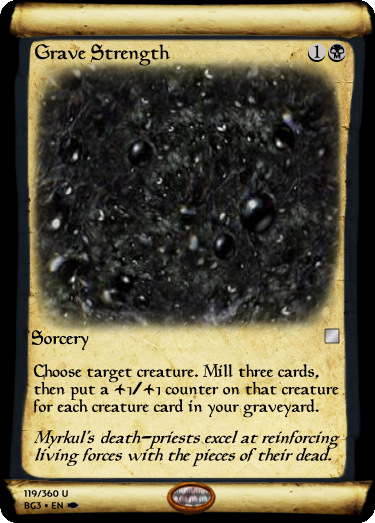 Grave Strength 1
Sorcery
Choose target creature. Mill three cards,
then put a +1/+1 counter on that creature
for each creature card in your graveyard.
Myrkul's death-priests excel at reinforcing
living forces with the pieces of their dead.
119/360 U
BG3 • EN